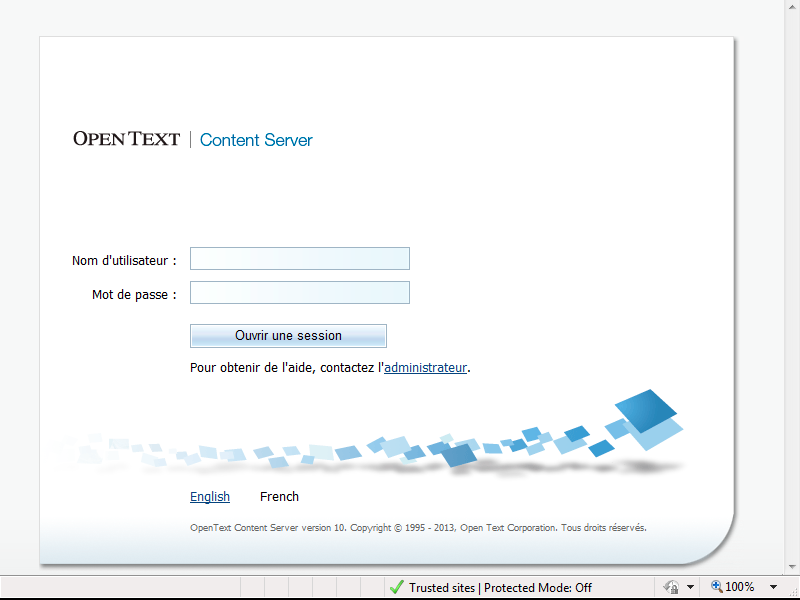 OPEN TEXT | Content Server
Nom d'utilisateur :
Mot de passe :
Ouvrir une session
Pour obtenir de l'aide, contactez l'administrateur.
English French
OpenText Content Server version 10. Copyright © 1995 - 2013, Open Text Corporation. Tous droits réservés.
Trusted sites | Protected Mode: Off 100%